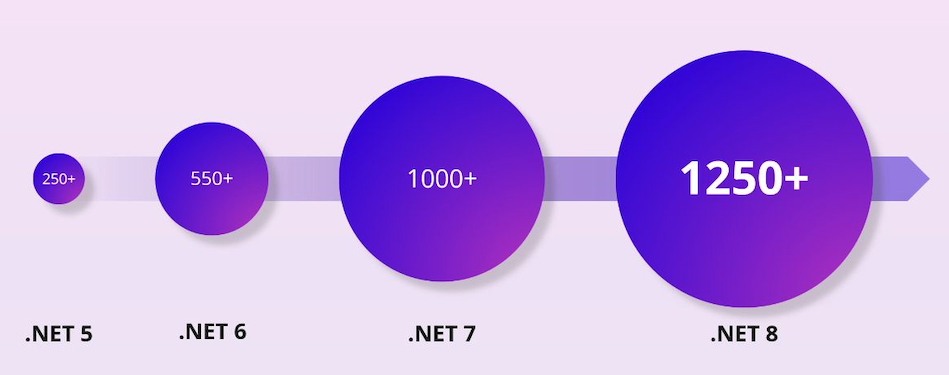 250+
550+
1000+
1250+
.NET 5
.NET 6
.NET 7
.NET 8